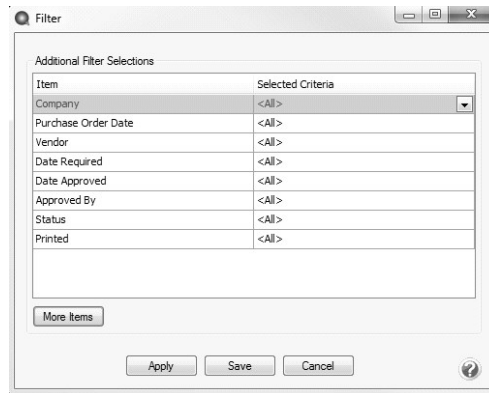 Filter
Additional Filter Selections
Item Selected Criteria
Company <All>
Purchase Order Date <All>
Vendor <All>
Date Required <All>
Date Approved <All>
Approved By <All>
Status <All>
Printed <All>
More Items
Apply Save Cancel
?